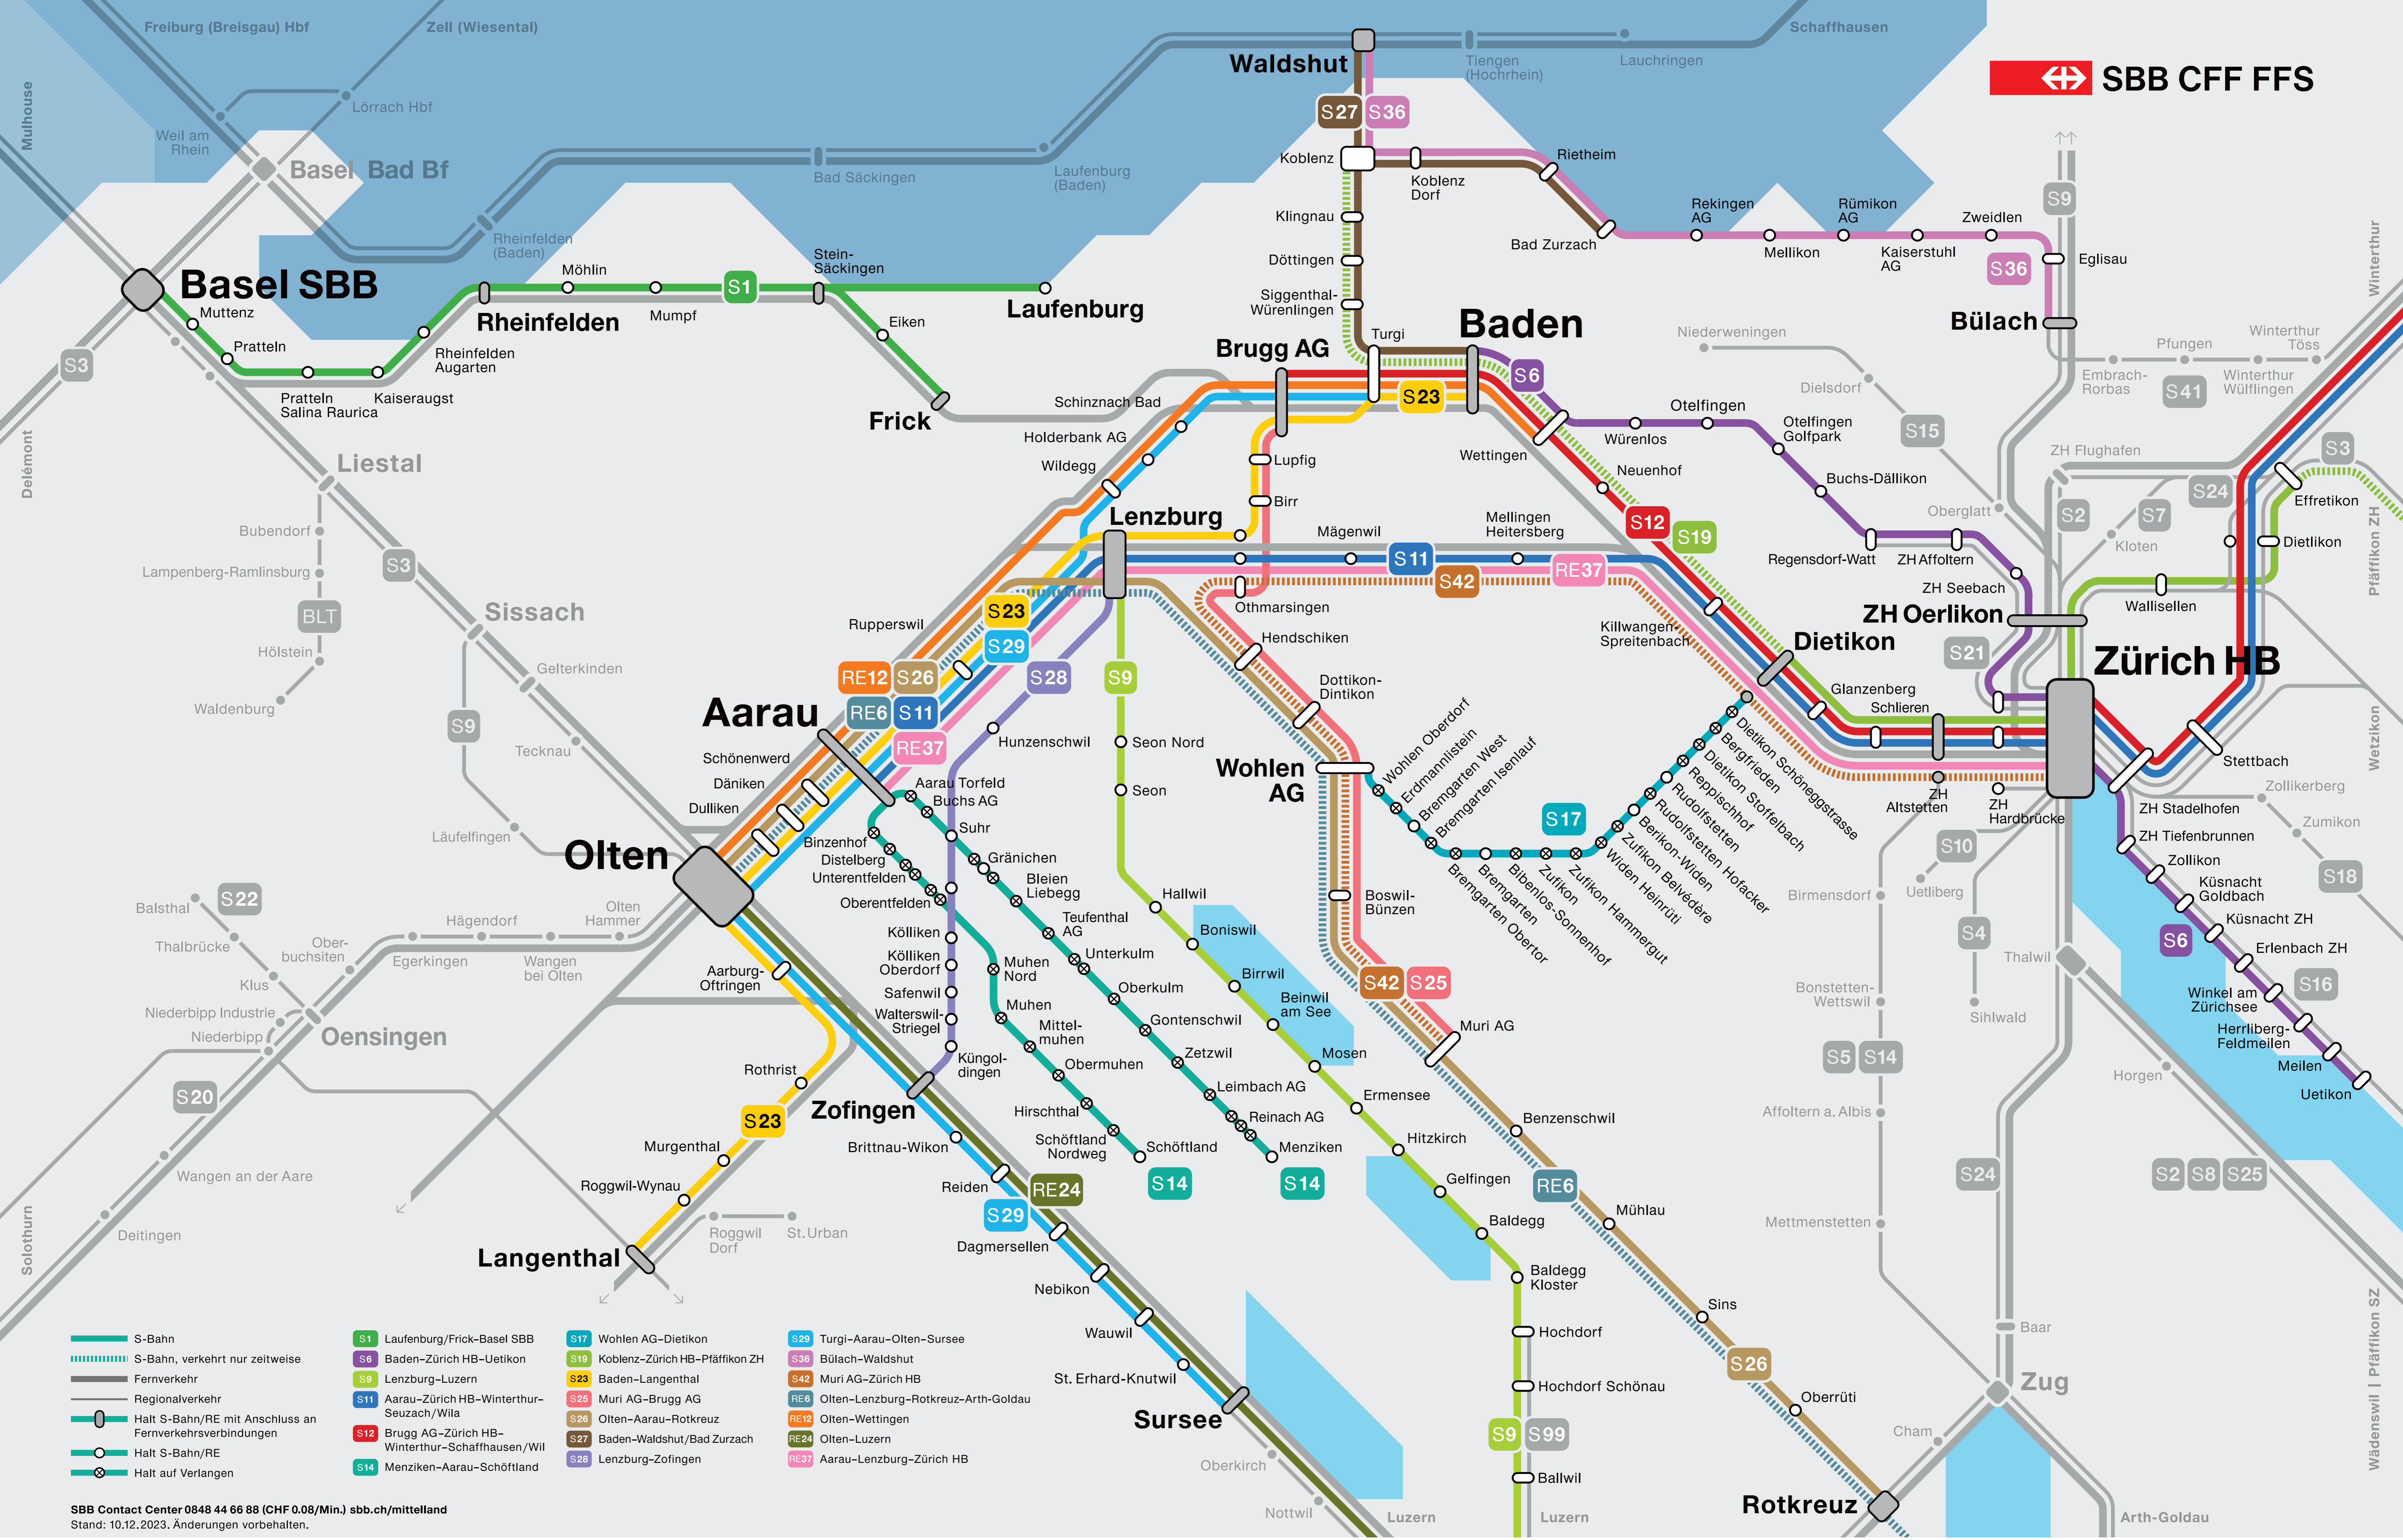 Freiburg (Breisgau) Hbf
Zell (Wiesental)
Schaffhausen
Mulhouse
Lörrach Hbf
Weil am
Rhein
Basel Bad Bf
Bad Säckingen
Laufenburg
(Baden)
Rheinfelden
(Baden)
Waldshut
Tiengen
(Hochrhein)
Lauchringen
SBB CFF FFS
S27
S36
Koblenz
Koblenz
Dorf
Rietheim
Klingnau
Döttingen
Siggenthal-
Würenlingen
Bad Zurzach
Rekingen
AG
Mellikon
Rümikon
AG
Kaiserstuhl
AG
Zweidlen
S36
S9
Eglisau
Bülach
Winterthur
Basel SBB
Muttenz
Pratteln
Pratteln
Salina Raurica
Kaiseraugst
Rheinfelden
Augarten
Rheinfelden
Möhlin
Mumpf
S1
Stein-
Säckingen
Laufenburg
Eiken
Frick
S3
Delémont
Liestal
Bubendorf
Lampenberg-Ramlinsburg
BLT
Hölstein
Waldenburg
S3
Sissach
Gelterkinden
S9
Tecknau
Läufelfingen
Turgi
Baden
Brugg AG
S6
S23
Schinznach Bad
Holderbank AG
Wildegg
Lupfig
Birr
Wettingen
Neuenhof
Würenlos
Otelfingen
Otelfingen
Golfpark
Buchs-Dällikon
Regensdorf-Watt
ZH Affoltern
ZH Seebach
ZH Oerlikon
Niederweningen
Dielsdorf
S15
Oberglatt
Embrach-
Rorbas
Pfungen
S41
Winterthur
Wülflingen
Winterthur
Töss
ZH Flughafen
S2
S7
S24
S3
Kloten
Effretikon
Dietlikon
Wallisellen
Pfäffikon ZH
Lenzburg
Mägenwil
Mellingen
Heitersberg
S11
S42
RE37
S12
S19
Othmarsingen
Killwangen-
Spreitenbach
Dietikon
Glanzenberg
Schlieren
S21
Zürich HB
ZH
Altstetten
ZH
Hardbrücke
Stettbach
ZH Stadelhofen
ZH Tiefenbrunnen
Zollikon
Küsnacht
Goldbach
Küsnacht ZH
Erlenbach ZH
S6
S16
Winkel am
Zürichsee
Herrliberg-
Feldmeilen
Meilen
Uetikon
Wetzikon
Zollikerberg
Zumikon
S18
Rupperswil
S23
S29
RE12
S26
RE6
S11
RE37
S28
S9
Aarau
Schönenwerd
Däniken
Dulliken
Olten
Hunzenschwil
Aarau Torfeld
Buchs AG
Suhr
Gränichen
Bleien
Liebegg
Teufenthal
AG
Unterkulm
Oberkulm
Gontenschwil
Zetzwil
Leimbach AG
Reinach AG
Menziken
S14
Binzenhof
Distelberg
Unterentfelden
Oberentfelden
Kölliken
Kölliken
Oberdorf
Safenwil
Walterswil-
Striegel
Küngol-
dingen
Muhen
Nord
Muhen
Mittel-
muhen
Obermuhen
Hirschthal
Schöftland
Nordweg
Schöftland
S14
Seon Nord
Seon
Hallwil
Boniswil
Birrwil
Beinwil
am See
Mosen
Ermensee
Hitzkirch
Gelfingen
Baldegg
Baldegg
Kloster
Hochdorf
Hochdorf Schönau
S9
S99
Ballwil
Luzern
Luzern
Hendschiken
Dottikon-
Dintikon
Wohlen
AG
Boswil-
Bünzen
S42
S25
Muri AG
Benzenschwil
RE6
Mühlau
Sins
S26
Oberrüti
Rotkreuz
Wohlen Oberdorf
Erdmannlistein
Bremgarten West
Bremgarten Isenlauf
Bremgarten Obertor
Bremgarten
Bibenlos-Sonnenhof
Zufikon
Zufikon Hammergut
Widen Heinrüti
Zufikon Belvédère
Berikon-Widen
Rudolfstetten Hofacker
Rudolfstetten
Reppischhof
Dietikon Stoffelbach
Bergfrieden
Dietikon Schöneggstrasse
S17
S10
Uetliberg
Birmensdorf
S4
Sihlwald
Bonstetten-
Wettswil
S5
S14
Affoltern a. Albis
Mettmenstetten
Thalwil
Horgen
S24
S2
S8
S25
Baar
Zug
Cham
Arth-Goldau
Wädenswil | Pfäffikon SZ
Balsthal
S22
Thalbrücke
Klus
Niederbipp Industrie
Niederbipp
Oensingen
Ober-
buchsiten
Egerkingen
Hägendorf
Wangen
bei Olten
Olten
Hammer
S20
Wangen an der Aare
Deitingen
Solothurn
Aarburg-
Oftringen
Rothrist
S23
Murgenthal
Roggwil-Wynau
Langenthal
Roggwil
Dorf
St. Urban
Zofingen
Brittnau-Wikon
Reiden
RE24
S29
Dagmersellen
Nebikon
Wauwil
St. Erhard-Knutwil
Sursee
Oberkirch
Nottwil
S-Bahn
S-Bahn, verkehrt nur zeitweise
Fernverkehr
Regionalverkehr
Halt S-Bahn/RE mit Anschluss an
Fernverkehrsverbindungen
Halt S-Bahn/RE
Halt auf Verlangen
S1 Laufenburg/Frick–Basel SBB
S6 Baden–Zürich HB–Uetikon
S9 Lenzburg–Luzern
S11 Aarau–Zürich HB–Winterthur–
Seuzach/Wila
S12 Brugg AG–Zürich HB–
Winterthur–Schaffhausen/Wil
S14 Menziken–Aarau–Schöftland
S17 Wohlen AG–Dietikon
S19 Koblenz–Zürich HB–Pfäffikon ZH
S23 Baden–Langenthal
S25 Muri AG–Brugg AG
S26 Olten–Aarau–Rotkreuz
S27 Baden–Waldshut/Bad Zurzach
S28 Lenzburg–Zofingen
S29 Turgi–Aarau–Olten–Sursee
S36 Bülach–Waldshut
S42 Muri AG–Zürich HB
RE6 Olten–Lenzburg–Rotkreuz–Arth-Goldau
RE12 Olten–Wettingen
RE24 Olten–Luzern
RE37 Aarau–Lenzburg–Zürich HB
SBB Contact Center 0848 44 66 88 (CHF 0.08/Min.) sbb.ch/mittelland
Stand: 10.12.2023. Änderungen vorbehalten.